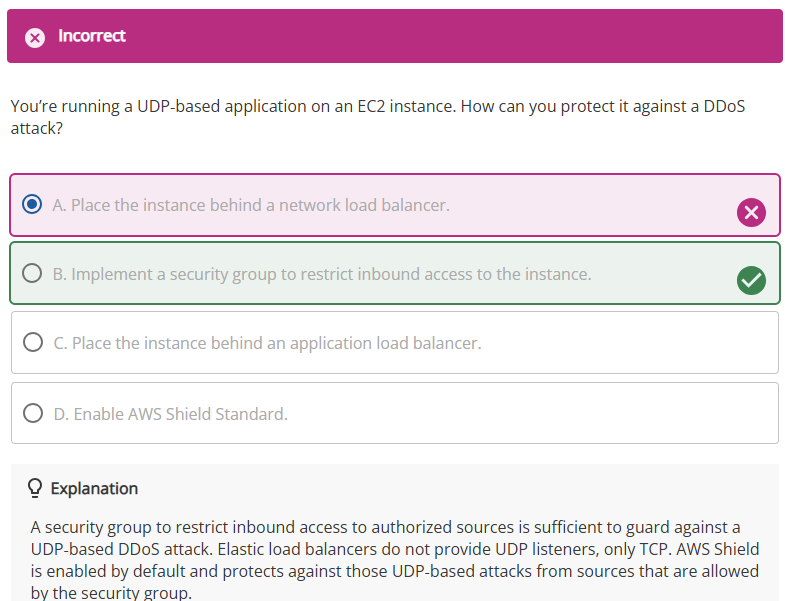 Incorrect
You’re running a UDP-based application on an EC2 instance. How can you protect it against a DDoS
attack?
A. Place the instance behind a network load balancer.
B. Implement a security group to restrict inbound access to the instance.
C. Place the instance behind an application load balancer.
D. Enable AWS Shield Standard.
Explanation
A security group to restrict inbound access to authorized sources is sufficient to guard against a
UDP-based DDoS attack. Elastic load balancers do not provide UDP listeners, only TCP. AWS Shield
is enabled by default and protects against those UDP-based attacks from sources that are allowed
by the security group.